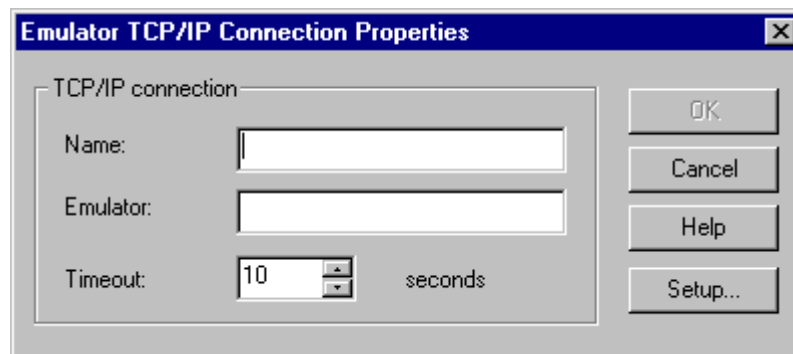 Emulator TCP/IP Connection Properties
TCP/IP connection
Name:
Emulator:
Timeout: 10 seconds
OK
Cancel
Help
Setup...